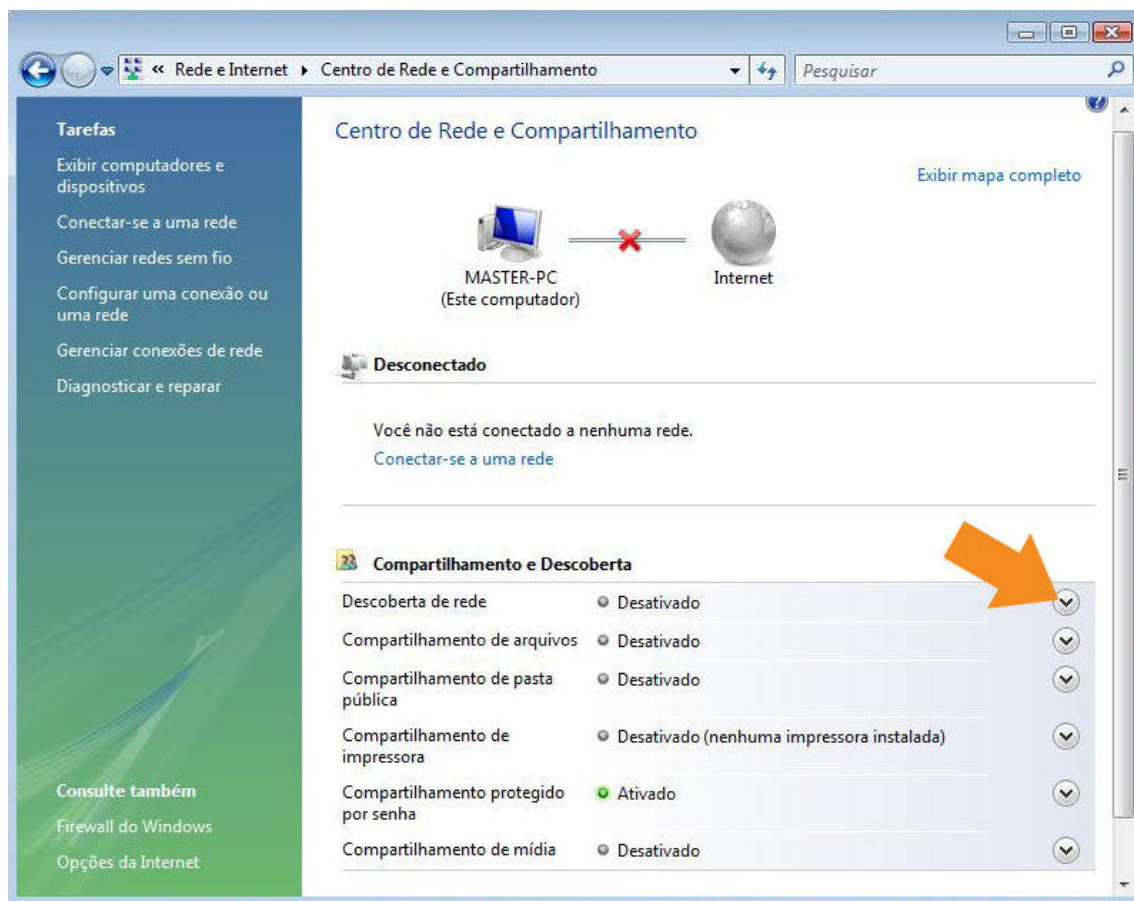 « Rede e Internet ▸ Centro de Rede e Compartilhamento
Pesquisar
Tarefas
Exibir computadores e
dispositivos
Conectar-se a uma rede
Gerenciar redes sem fio
Configurar uma conexão ou
uma rede
Gerenciar conexões de rede
Diagnosticar e reparar
Consulte também
Firewall do Windows
Opções da Internet
Centro de Rede e Compartilhamento
Exibir mapa completo
MASTER-PC
(Este computador)
Internet
Desconectado
Você não está conectado a nenhuma rede.
Conectar-se a uma rede
Compartilhamento e Descoberta
Descoberta de rede Desativado
Compartilhamento de arquivos Desativado
Compartilhamento de pasta
pública
Desativado
Compartilhamento de
impressora
Desativado (nenhuma impressora instalada)
Compartilhamento protegido
por senha
Ativado
Compartilhamento de mídia Desativado